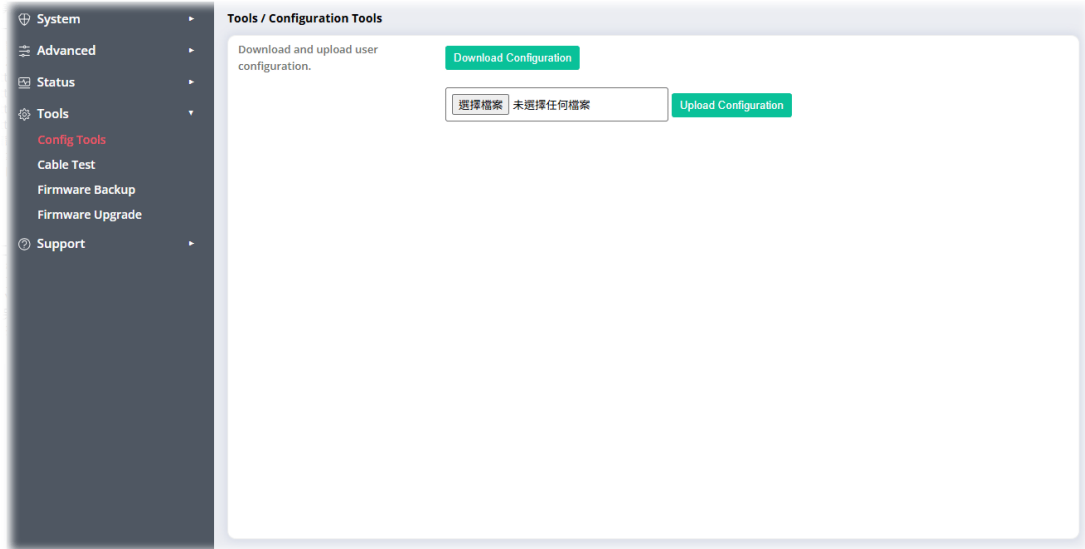 System
Advanced
Status
Tools
Config Tools
Cable Test
Firmware Backup
Firmware Upgrade
Support
Tools / Configuration Tools
Download and upload user
configuration.
Download Configuration
選擇檔案 未選擇任何檔案
Upload Configuration